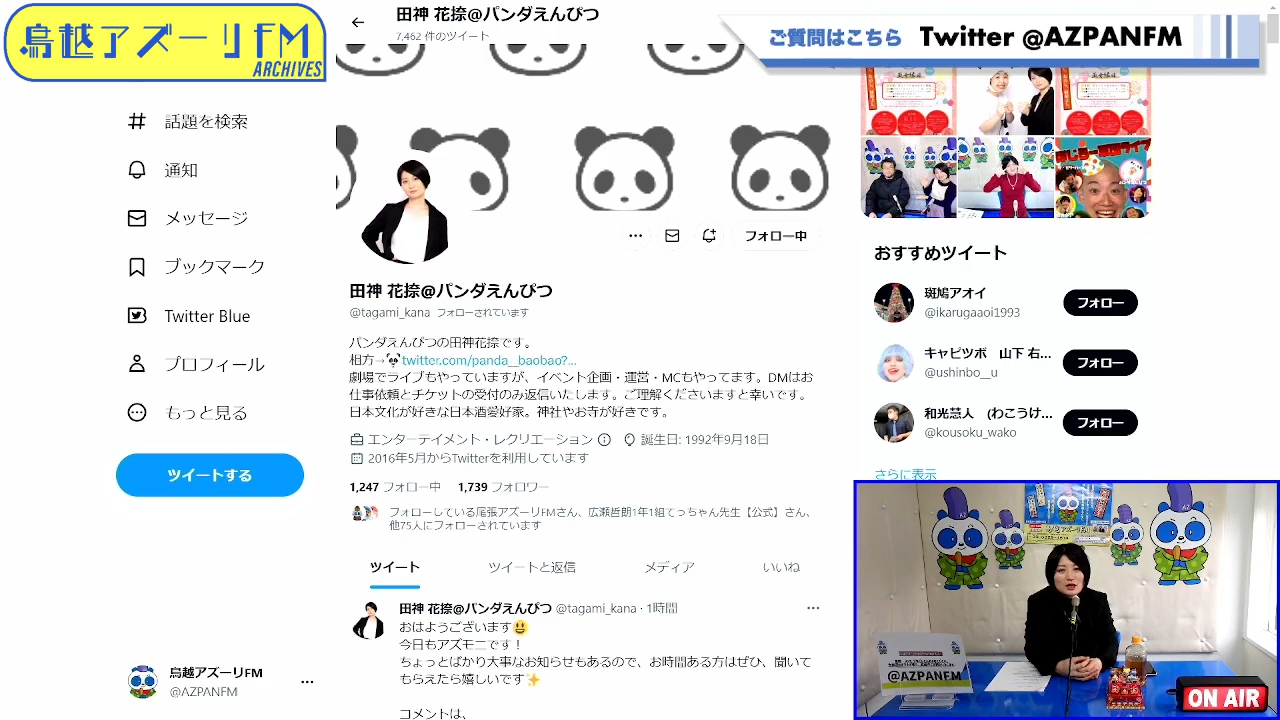 鳥越アズーリFM
ARCHIVES
田神 花捺@パンダえんぴつ
7,462 件のツイート
ご質問はこちら Twitter @AZPANFM
話題を検索
通知
メッセージ
ブックマーク
Twitter Blue
プロフィール
もっと見る
ツイートする
鳥越アズーリFM
@AZPANFM
フォロー中
田神 花捺@パンダえんぴつ
@tagami_kana フォローされています
パンダえんぴつの田神花捺です。
相方→🐼twitter.com/panda__baobao?...
劇場でライブもやっていますが、イベント企画・運営・MCもやってます。DMはお
仕事依頼とチケットの受付のみ返信いたします。ご理解くださいますと幸いです。
日本文化が好きな日本酒愛好家。神社やお寺が好きです。
エンターテイメント・レクリエーション 誕生日: 1992年9月18日
2016年5月からTwitterを利用しています
1,247 フォロー中 1,739 フォロワー
フォローしている尾張アズーリFMさん、広瀬哲朗1年1組てっちゃん先生【公式】さん、
他75人にフォローされています
ツイート ツイートと返信 メディア いいね
田神 花捺@パンダえんぴつ @tagami_kana · 1時間
おはようございます😃
今日もアズモニです！
ちょっとばかり大事なお知らせもあるので、お時間ある方はぜひ、聞いて
もらえたら嬉しいです✨
コメントは、
おすすめツイート
斑鳩アオイ
@ikarugaaoi1993
フォロー
キャピツボ 山下 右...
@ushinbo__u
フォロー
和光芸人 (わこうけ...
@kousoku_wako
フォロー
さらに表示
@AZPANFM
ON AIR